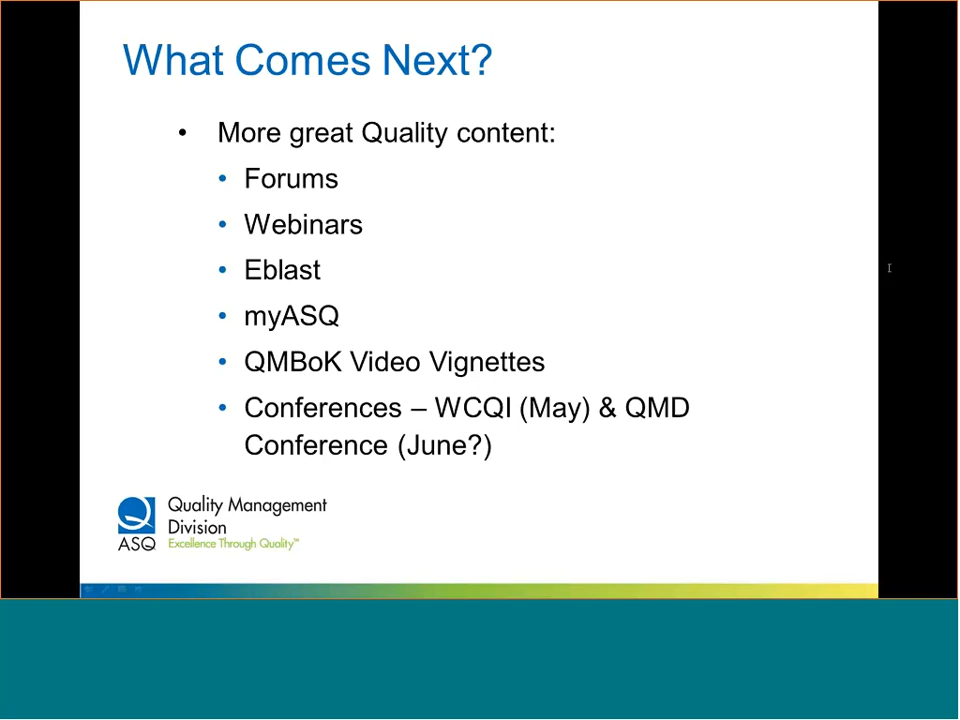 What Comes Next?
• More great Quality content:
• Forums
• Webinars
• Eblast
• myASQ
• QMBoK Video Vignettes
• Conferences – WCQI (May) & QMD
Conference (June?)
Quality Management
Division
ASQ Excellence Through Quality™